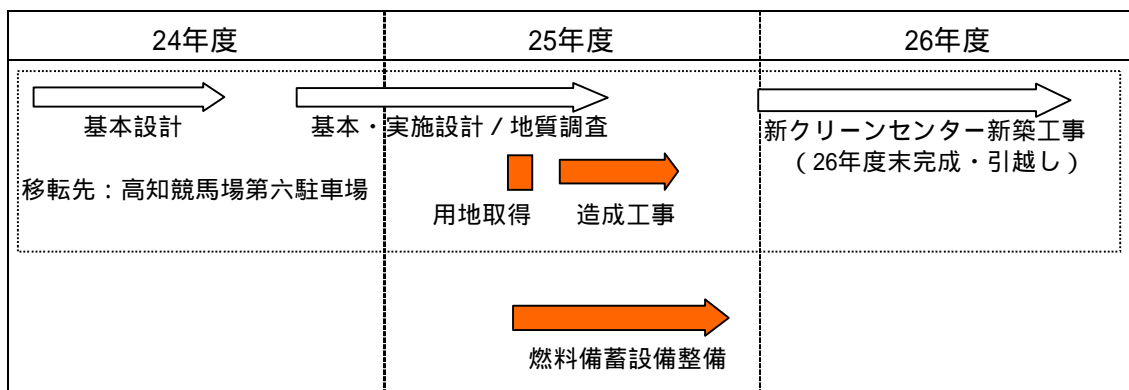 24年度
25年度
26年度
基本設計
基本・実施設計 / 地質調査
新クリーンセンター新築工事
（26年度末完成・引越し）
移転先：高知競馬場第六駐車場
用地取得
造成工事
燃料備蓄設備整備